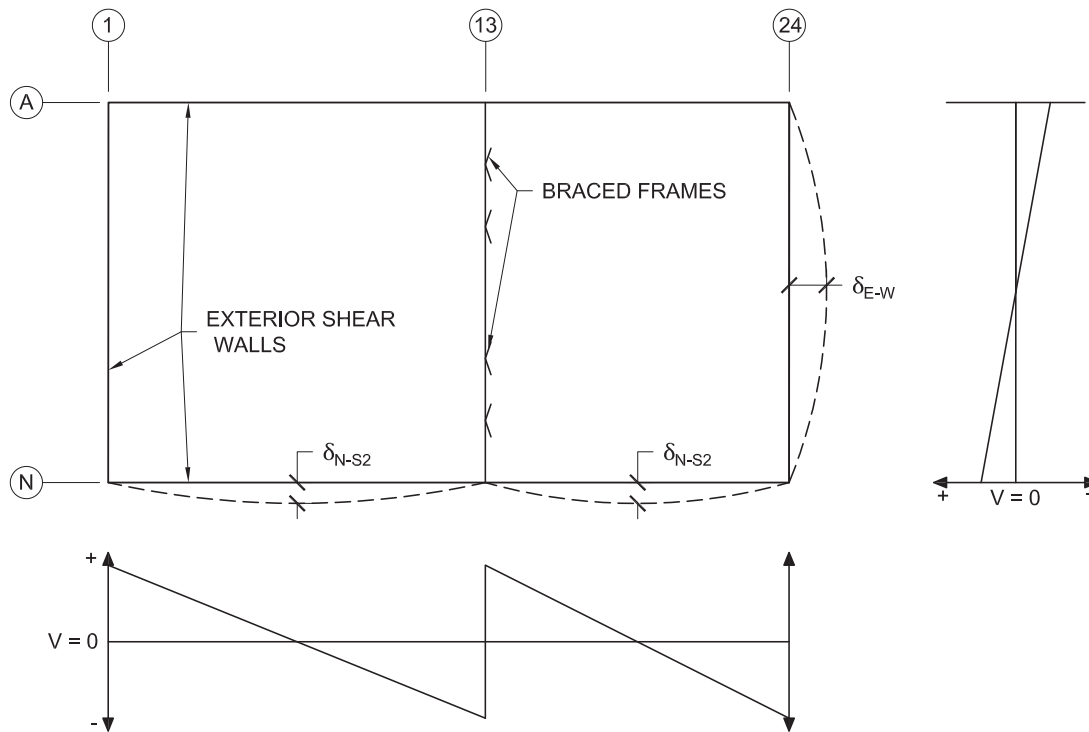 1
13
24
A
BRACED FRAMES
δE-W
EXTERIOR SHEAR
WALLS
δN-S2
δN-S2
N
+
V = 0
-
+
V = 0
-